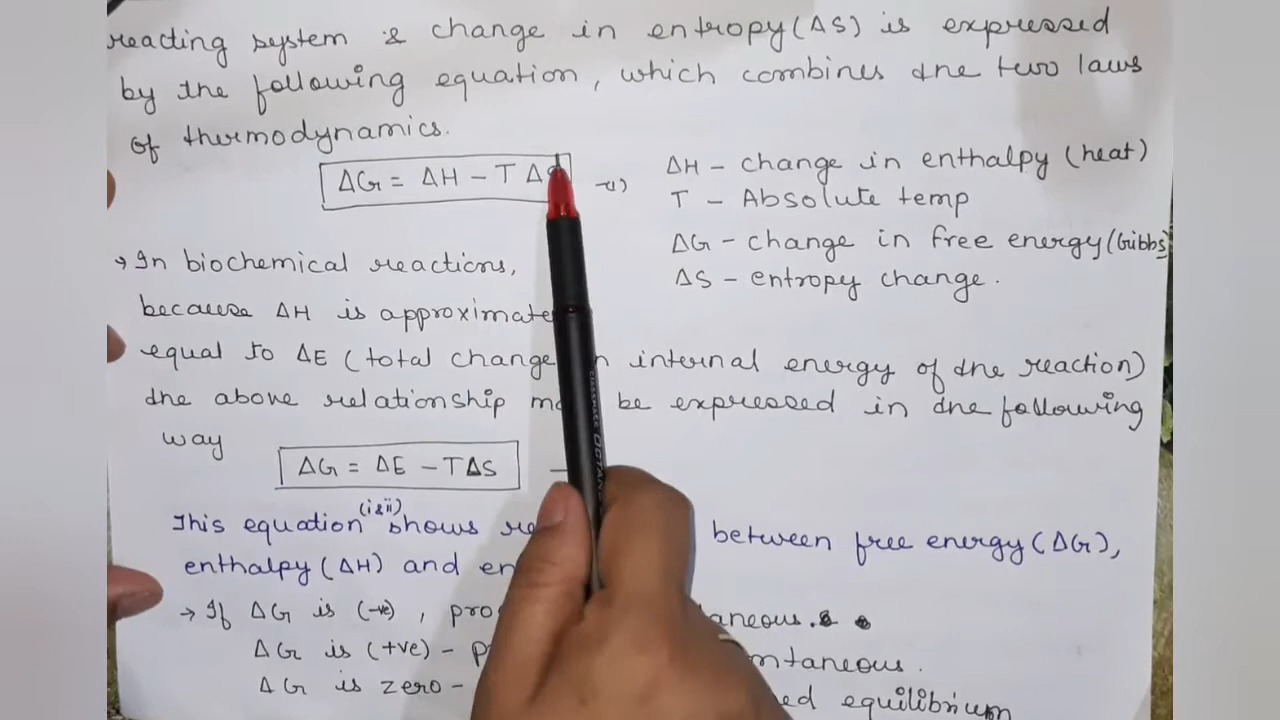 reacting system & change in entropy (ΔS) is expressed
by the following equation, which combines the two laws
of thermodynamics.
ΔG = ΔH - T Δ
ΔH - change in enthalpy (heat)
T - Absolute temp
ΔG - change in free energy (Gibbs)
ΔS - entropy change.
→ In biochemical reactions,
because ΔH is approximate
equal to ΔE (total change in internal energy of the reaction)
the above relationship be expressed in the following
way
ΔG = ΔE - TΔS
This equation (i & ii) shows between free energy (ΔG),
enthalpy (ΔH) and
→ If ΔG is (-ve),
ΔG is (+ve) -
ΔG is zero - equilibrium